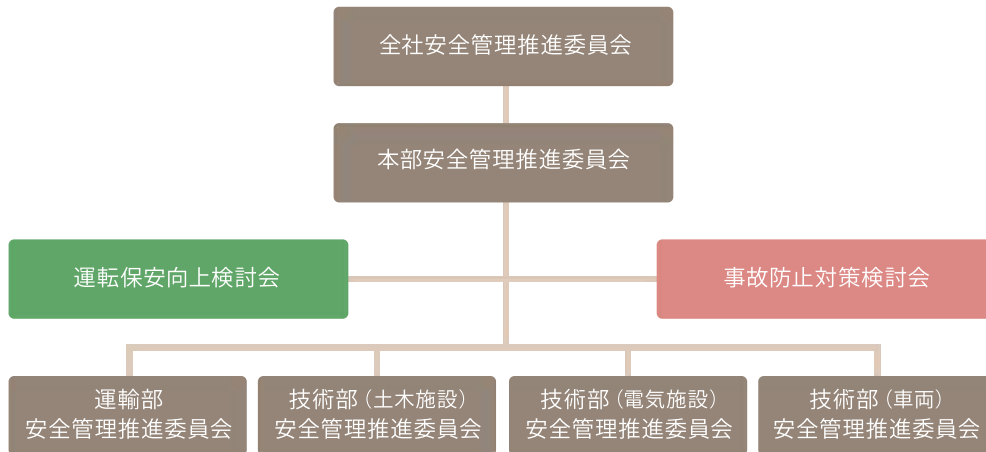 全社安全管理推進委員会
本部安全管理推進委員会
運転保安向上検討会
事故防止対策検討会
運輸部
安全管理推進委員会
技術部（土木施設）
安全管理推進委員会
技術部（電気施設）
安全管理推進委員会
技術部（車両）
安全管理推進委員会